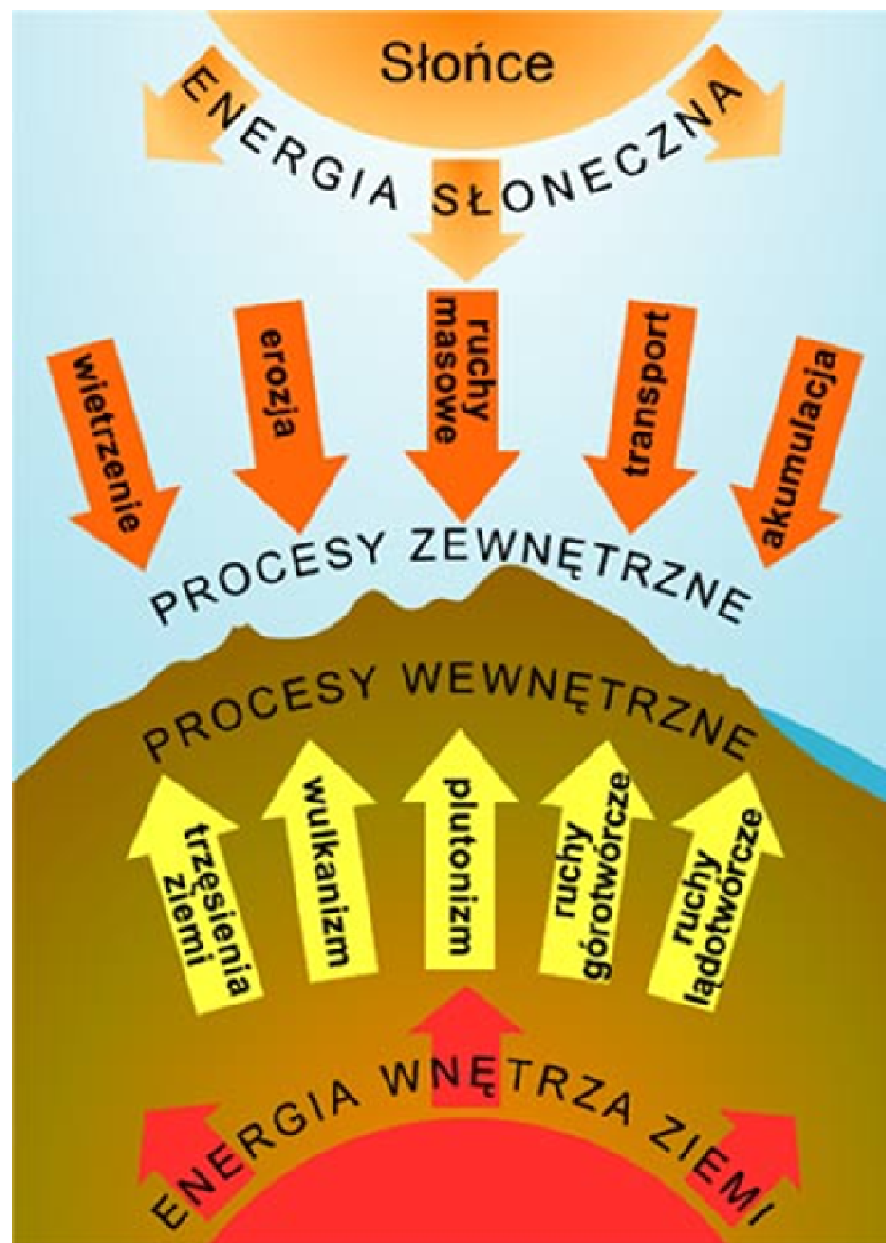 Słońce
ENERGIA SŁONECZNA
wietrzenie
erozja
ruchy
masowe
transport
akumulacja
PROCESY ZEWNĘTRZNE
PROCESY WEWNĘTRZNE
trzęsienia
ziemi
wulkanizm
plutonizm
ruchy
górotwórcze
ruchy
lądotwórcze
ENERGIA WNĘTRZA ZIEMI